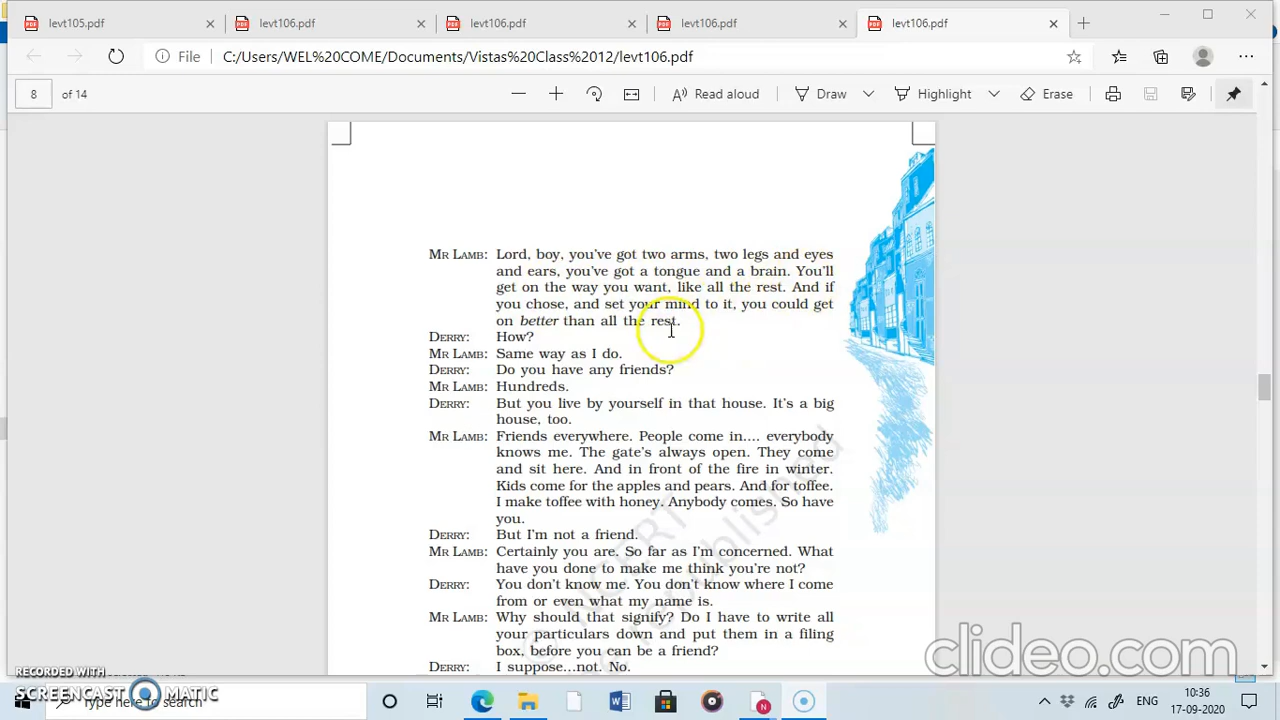 levt105.pdf
levt106.pdf
levt106.pdf
levt106.pdf
levt106.pdf
File C:/Users/WEL%20COME/Documents/Vistas%20Class%2012/levt106.pdf
8 of 14 Read aloud Draw Highlight Erase
MR LAMB: Lord, boy, you've got two arms, two legs and eyes
and ears, you've got a tongue and a brain. You'll
get on the way you want, like all the rest. And if
you chose, and set your mind to it, you could get
on better than all the rest.
DERRY: How?
MR LAMB: Same way as I do.
DERRY: Do you have any friends?
MR LAMB: Hundreds.
DERRY: But you live by yourself in that house. It's a big
house, too.
MR LAMB: Friends everywhere. People come in.... everybody
knows me. The gate's always open. They come
and sit here. And in front of the fire in winter.
Kids come for the apples and pears. And for toffee.
I make toffee with honey. Anybody comes. So have
you.
DERRY: But I'm not a friend.
MR LAMB: Certainly you are. So far as I'm concerned. What
have you done to make me think you're not?
DERRY: You don't know me. You don't know where I come
from or even what my name is.
MR LAMB: Why should that signify? Do I have to write all
your particulars down and put them in a filing
box, before you can be a friend?
DERRY: I suppose...not. No.
© NCERT
republished
clideo.com
RECORDED WITH
SCREENCAST MATIC
Type here to search
ENG
10:36
17-09-2020